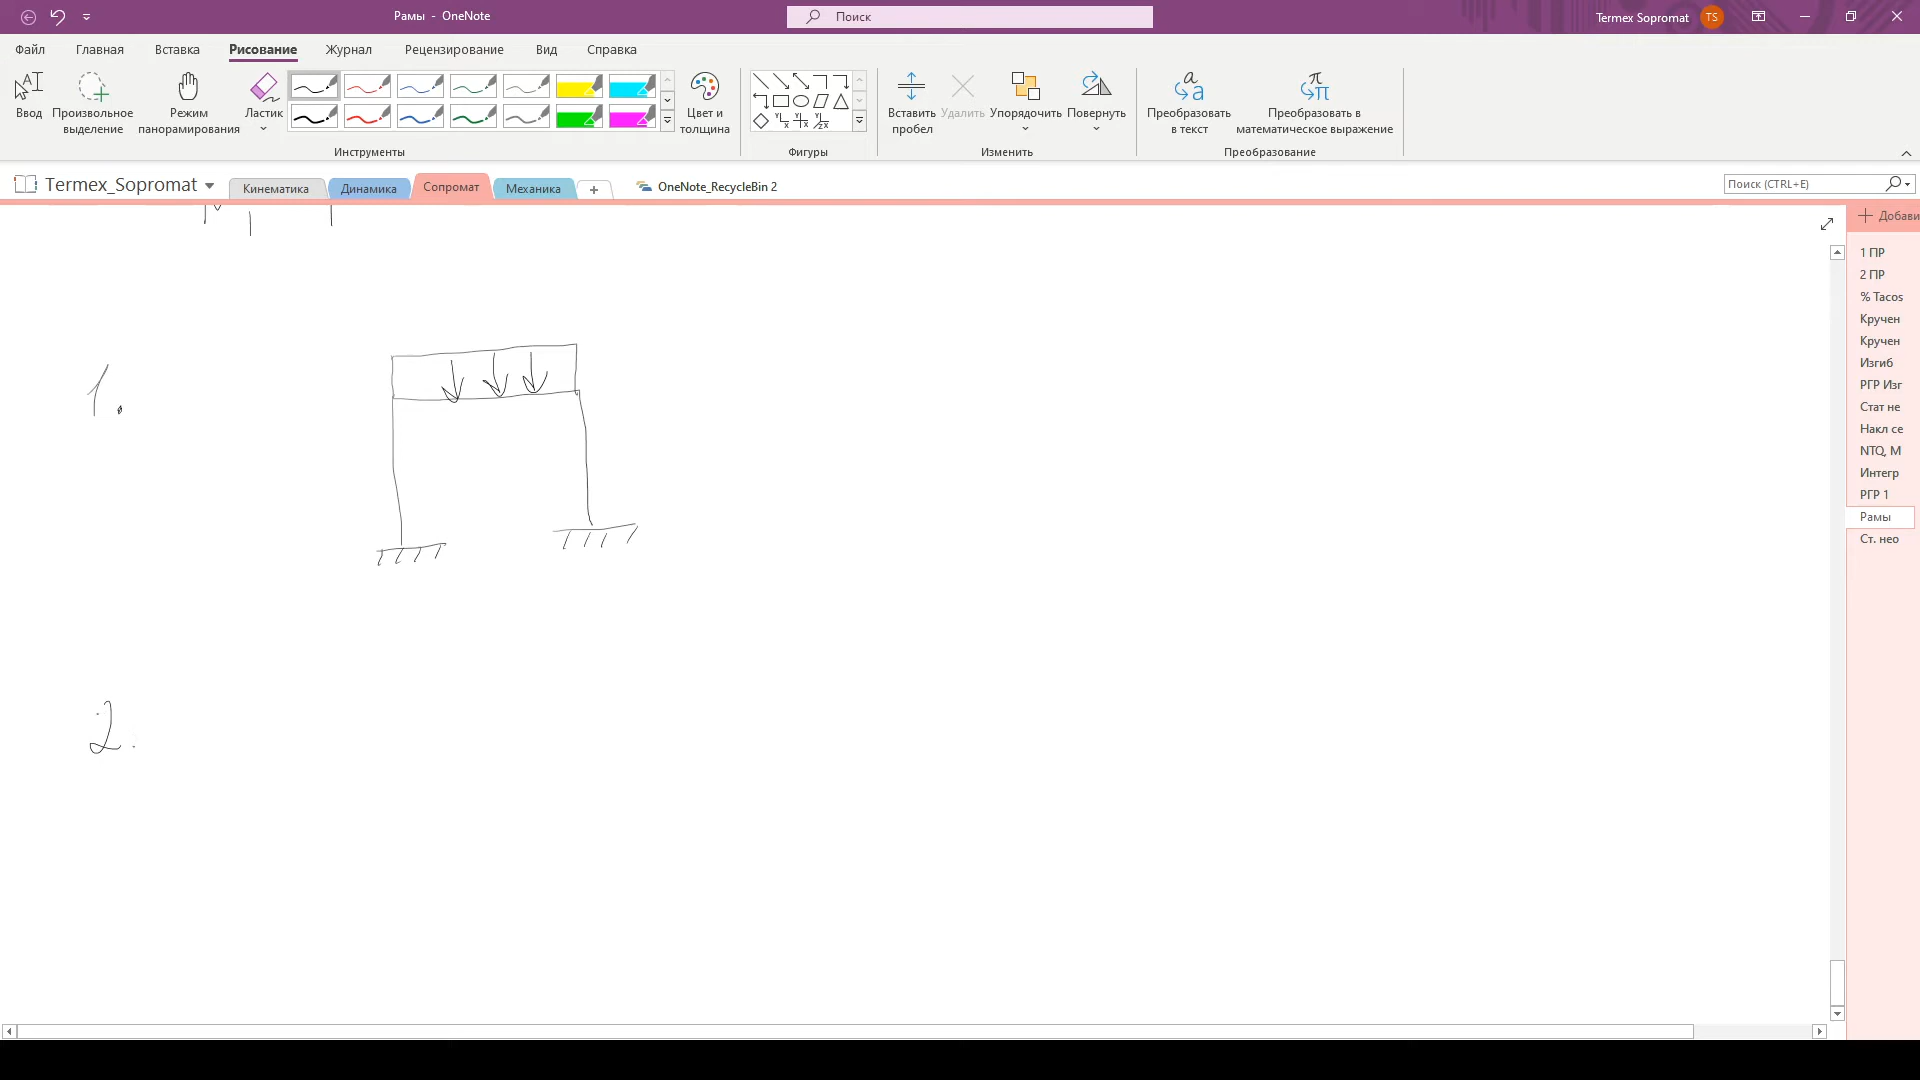 Рамы - OneNote
Поиск
Termex Sopromat
TS
Файл
Главная
Вставка
Рисование
Журнал
Рецензирование
Вид
Справка
Ввод
Произвольное выделение
Режим панорамирования
Ластик
Цвет и толщина
Вставить пробел
Удалить
Упорядочить
Повернуть
Преобразовать в текст
Преобразовать в математическое выражение
Инструменты
Фигуры
Изменить
Преобразование
Termex_Sopromat
Кинематика
Динамика
Сопромат
Механика
OneNote_RecycleBin 2
Поиск (CTRL+E)
Добави
1 ПР
2 ПР
% Tacos
Кручен
Кручен
Изгиб
РГР Изг
Стат не
Накл се
NTQ, M
Интегр
РГР 1
Рамы
Ст. нео
1.
2.